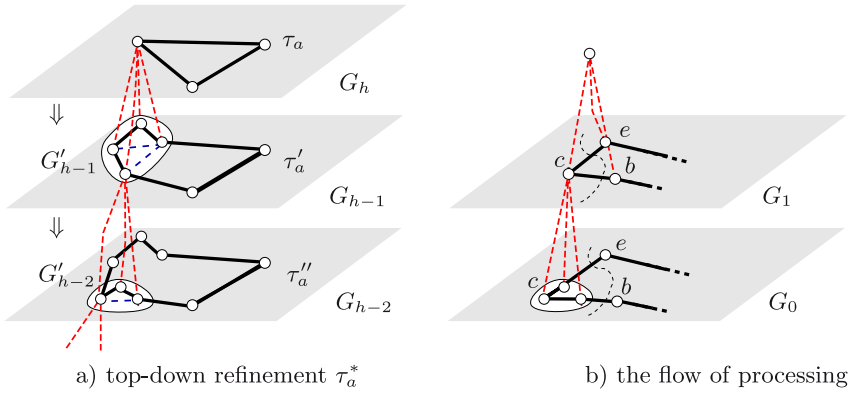 τ_a
G_h
⇓
G'_{h−1}
τ'_a
G_{h−1}
⇓
G'_{h−2}
τ''_a
G_{h−2}
a) top-down refinement τ*_a
e
c
b
G_1
e
c
b
G_0
b) the flow of processing